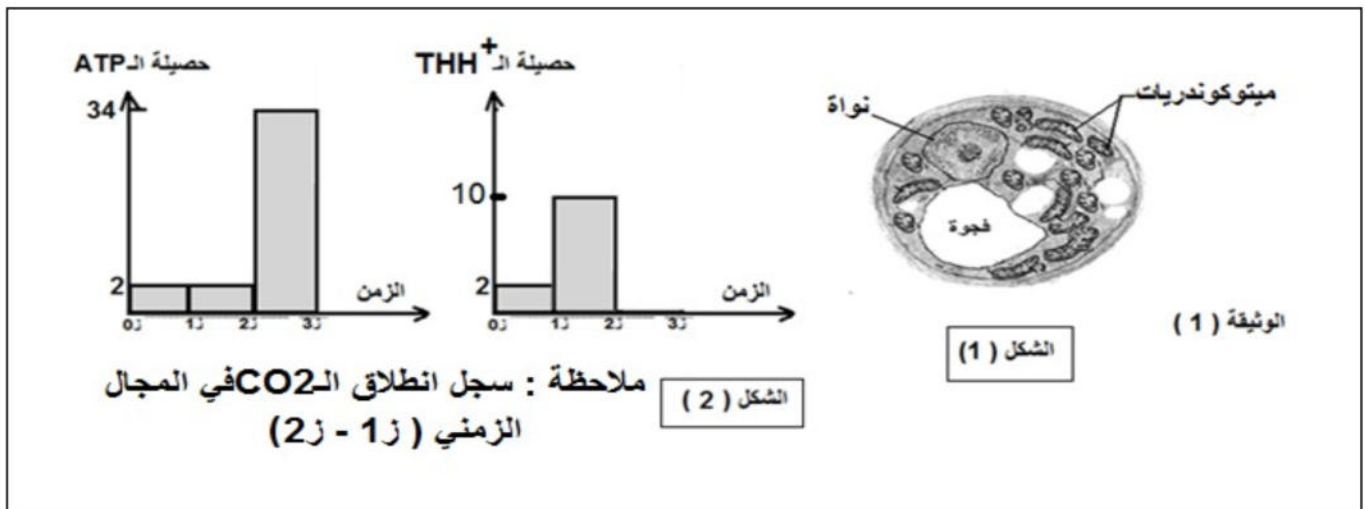 حصيلة الـATP
34
2
الزمن
ز0 ز1 ز2 ز3
حصيلة الـ THH+
10
2
الزمن
ز0 ز1 ز2 ز3
نواة
ميتوكوندريات
فجوة
الشكل ( 1)
الوثيقة ( 1 )
الشكل ( 2 )
ملاحظة : سجل انطلاق الـCO2في المجال
الزمني ( ز1 - ز2)